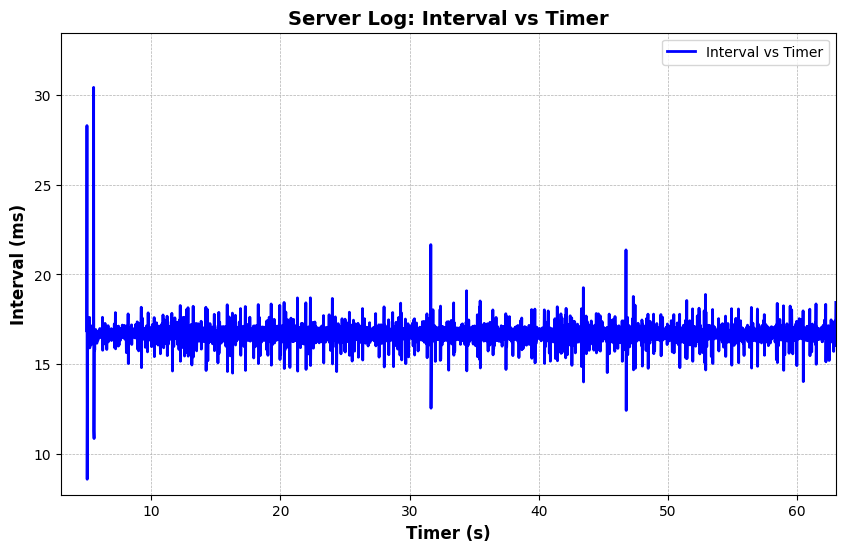 Server Log: Interval vs Timer
Interval vs Timer
30
25
20
15
10
Interval (ms)
10 20 30 40 50 60
Timer (s)